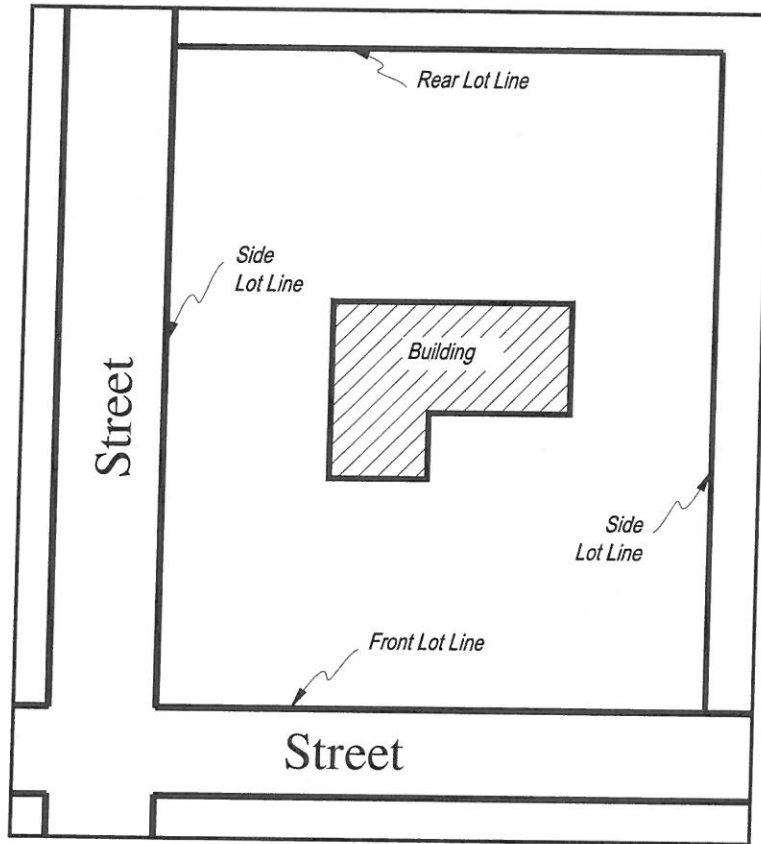 Rear Lot Line
Side
Lot Line
Building
Street
Side
Lot Line
Front Lot Line
Street